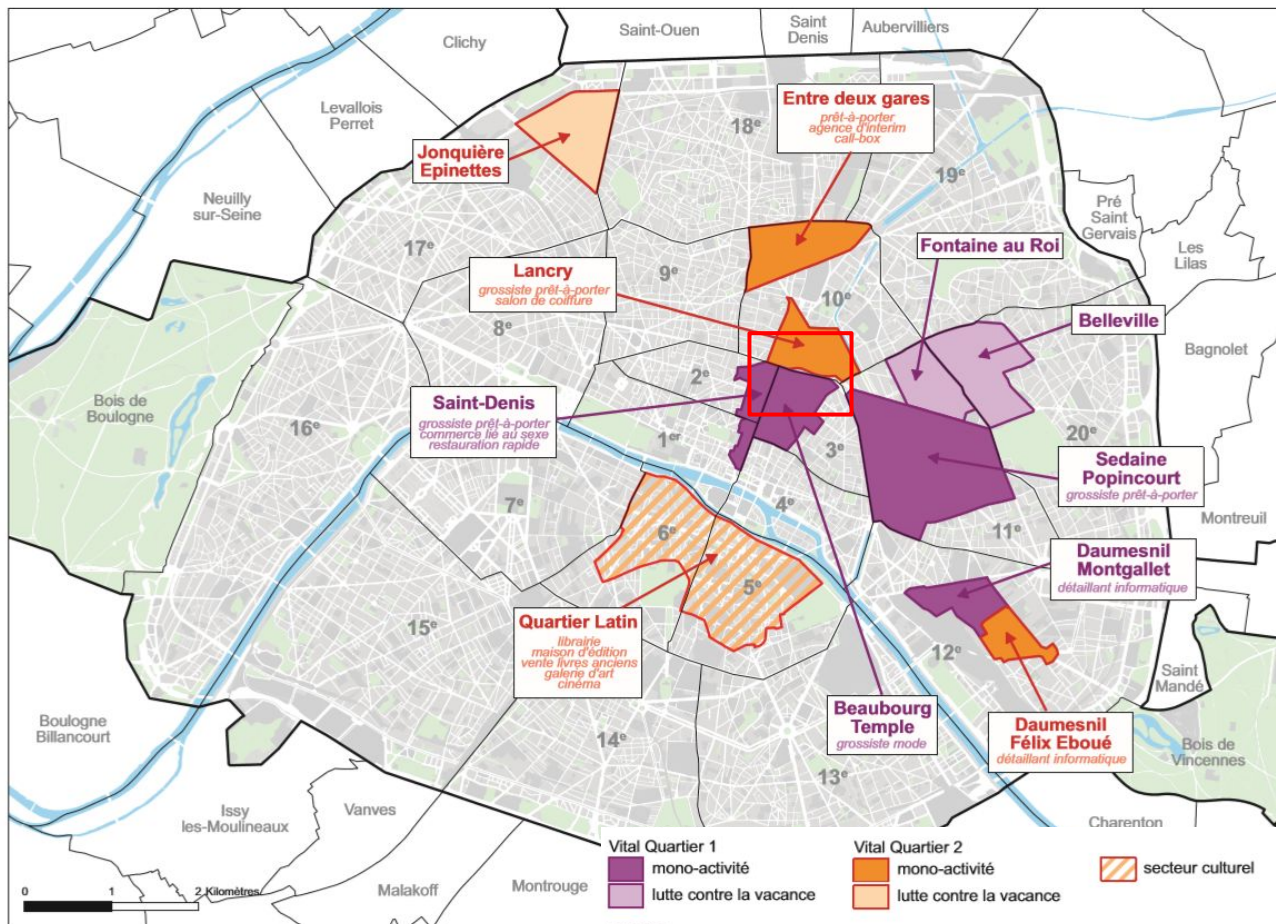 Clichy
Saint-Ouen
Saint
Denis
Aubervilliers
Levallois
Perret
Neuilly
sur-Seine
Jonquière
Epinettes
18e
Entre deux gares
prêt-à-porter
agence d'interim
call-box
19e
Pré
Saint
Gervais
Les
Lilas
17e
Fontaine au Roi
Lancry
grossiste prêt-à-porter
salon de coiffure
9e
10e
8e
Belleville
Bagnolet
Bois de
Boulogne
16e
2e
Saint-Denis
grossiste prêt-à-porter
commerce lié au sexe
restauration rapide
1er
3e
20e
Sedaine
Popincourt
grossiste prêt-à-porter
7e
4e
6e
11e
Montreuil
Daumesnil
Montgallet
détaillant informatique
5e
15e
Quartier Latin
librairie
maison d'édition
vente livres anciens
galerie d'art
cinéma
12e
Saint
Mandé
Beaubourg
Temple
grossiste mode
Daumesnil
Félix Eboué
détaillant informatique
Boulogne
Billancourt
14e
13e
Bois de
Vincennes
Issy
les-Moulineaux
Vanves
Charenton
Malakoff
Montrouge
0 1 2 Kilomètres
Vital Quartier 1
mono-activité
lutte contre la vacance
Vital Quartier 2
mono-activité
lutte contre la vacance
secteur culturel